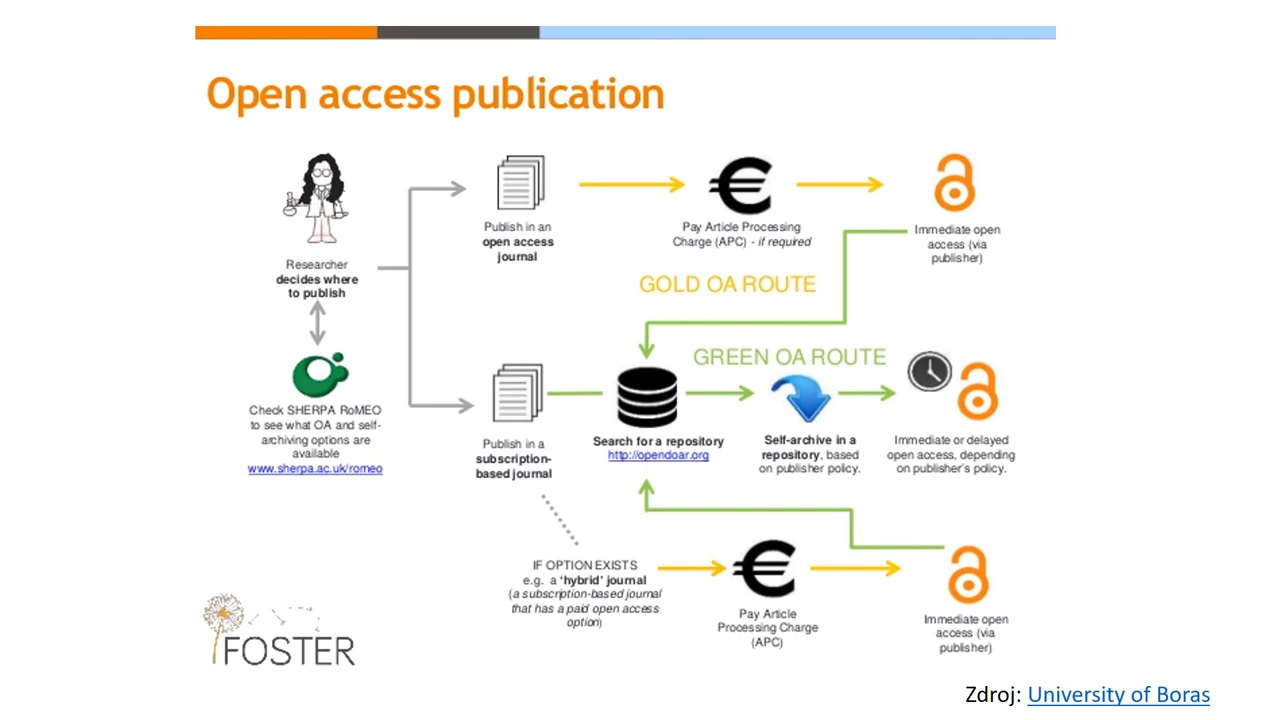 Open access publication
Researcher
decides where
to publish
Check SHERPA RoMEO
to see what OA and self-
archiving options are
available
www.sherpa.ac.uk/romeo
Publish in an
open access
journal
Pay Article Processing
Charge (APC) - if required
Immediate open
access (via
publisher)
GOLD OA ROUTE
GREEN OA ROUTE
Publish in a
subscription-
based journal
Search for a repository
http://opendoar.org
Self-archive in a
repository, based
on publisher policy.
Immediate or delayed
open access, depending
on publisher's policy.
IF OPTION EXISTS
e.g. a 'hybrid' journal
(a subscription-based journal
that has a paid open access
option)
Pay Article
Processing Charge
(APC)
Immediate open
access (via
publisher)
FOSTER
Zdroj: University of Boras